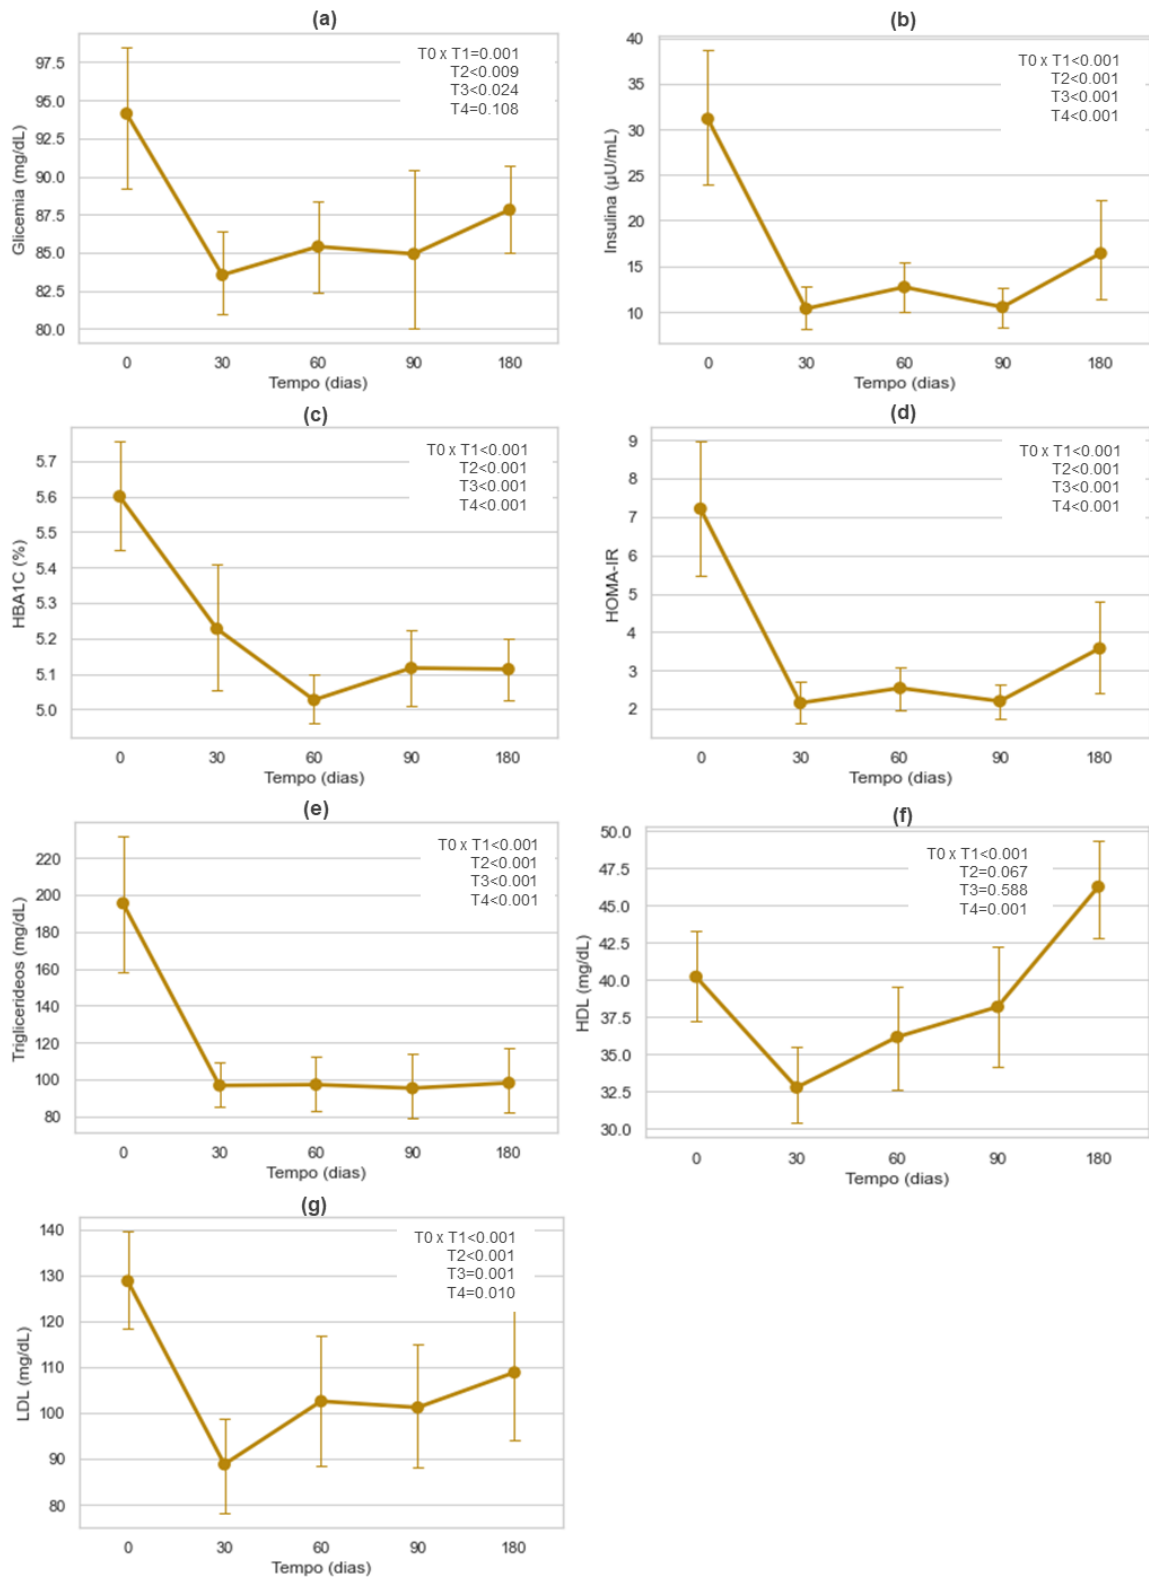 (a)
T0 x T1=0.001
T2<0.009
T3<0.024
T4=0.108
97.5
95.0
92.5
90.0
87.5
85.0
82.5
80.0
Glicemia (mg/dL)
0 30 60 90 180
Tempo (dias)
(b)
T0 x T1<0.001
T2<0.001
T3<0.001
T4<0.001
40
35
30
25
20
15
10
Insulina (µU/mL)
0 30 60 90 180
Tempo (dias)
(c)
T0 x T1<0.001
T2<0.001
T3<0.001
T4<0.001
5.7
5.6
5.5
5.4
5.3
5.2
5.1
5.0
HBA1C (%)
0 30 60 90 180
Tempo (dias)
(d)
T0 x T1<0.001
T2<0.001
T3<0.001
T4<0.001
9
8
7
6
5
4
3
2
HOMA-IR
0 30 60 90 180
Tempo (dias)
(e)
T0 x T1<0.001
T2<0.001
T3<0.001
T4<0.001
220
200
180
160
140
120
100
80
Triglicerideos (mg/dL)
0 30 60 90 180
Tempo (dias)
(f)
T0 x T1<0.001
T2=0.067
T3=0.588
T4=0.001
50.0
47.5
45.0
42.5
40.0
37.5
35.0
32.5
30.0
HDL (mg/dL)
0 30 60 90 180
Tempo (dias)
(g)
T0 x T1<0.001
T2<0.001
T3=0.001
T4=0.010
140
130
120
110
100
90
80
LDL (mg/dL)
0 30 60 90 180
Tempo (dias)